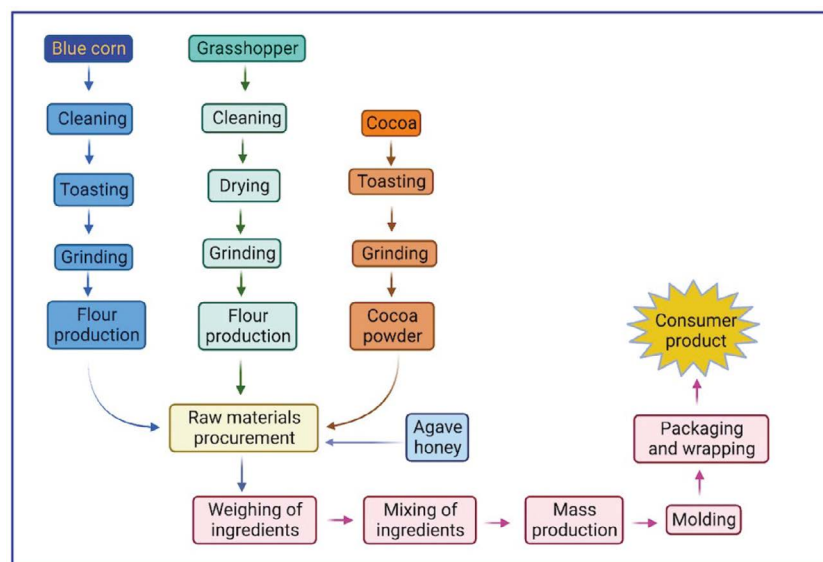 Blue corn
Cleaning
Toasting
Grinding
Flour
production
Grasshopper
Cleaning
Drying
Grinding
Flour
production
Cocoa
Toasting
Grinding
Cocoa
powder
Raw materials
procurement
Agave
honey
Weighing of
ingredients
Mixing of
ingredients
Mass
production
Molding
Packaging
and wrapping
Consumer
product